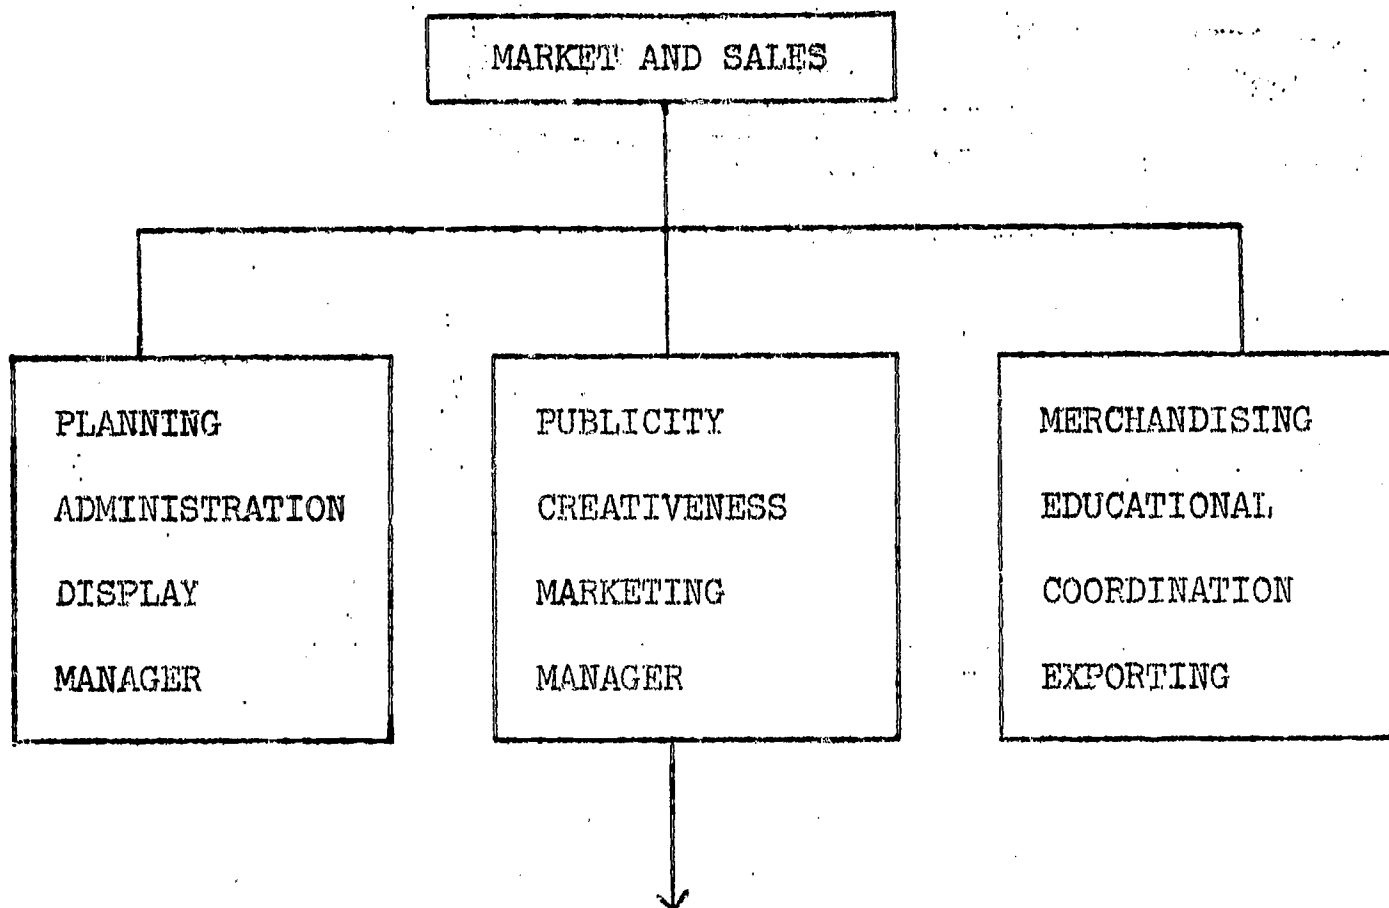 MARKET AND SALES
PLANNING
ADMINISTRATION
DISPLAY
MANAGER
PUBLICITY
CREATIVENESS
MARKETING
MANAGER
MERCHANDISING
EDUCATIONAL
COORDINATION
EXPORTING